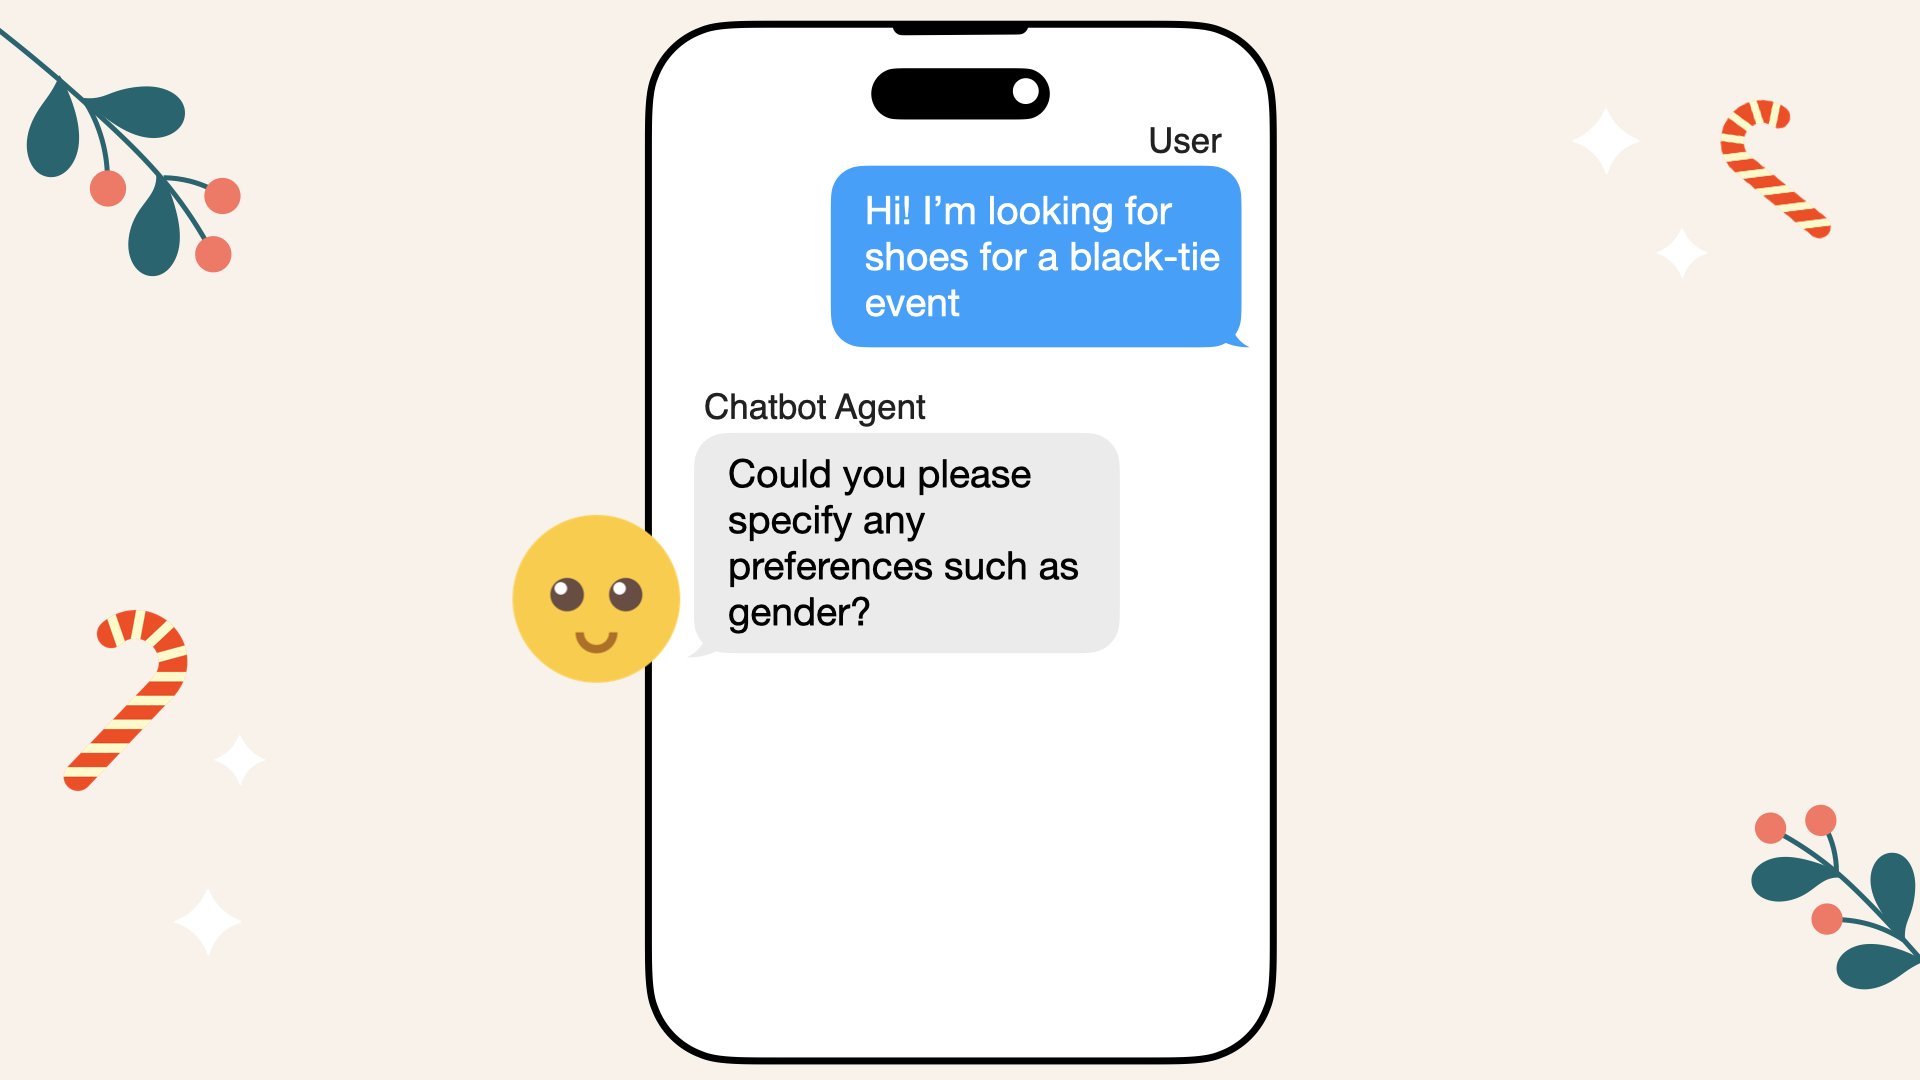 User
Hi! I’m looking for
shoes for a black-tie
event
Chatbot Agent
Could you please
specify any
preferences such as
gender?